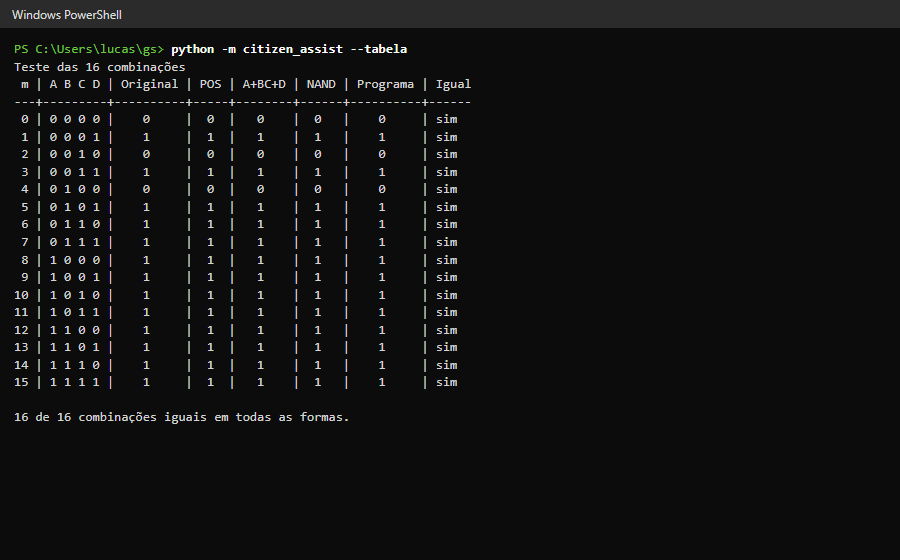 Windows PowerShell
PS C:\Users\lucas\gs> python -m citizen_assist --tabela
Teste das 16 combinações
 m | A B C D | Original | POS | A+BC+D | NAND | Programa | Igual
---+---------+----------+-----+--------+------+----------+------
 0 | 0 0 0 0 |    0     |  0  |   0    |  0   |    0     | sim
 1 | 0 0 0 1 |    1     |  1  |   1    |  1   |    1     | sim
 2 | 0 0 1 0 |    0     |  0  |   0    |  0   |    0     | sim
 3 | 0 0 1 1 |    1     |  1  |   1    |  1   |    1     | sim
 4 | 0 1 0 0 |    0     |  0  |   0    |  0   |    0     | sim
 5 | 0 1 0 1 |    1     |  1  |   1    |  1   |    1     | sim
 6 | 0 1 1 0 |    1     |  1  |   1    |  1   |    1     | sim
 7 | 0 1 1 1 |    1     |  1  |   1    |  1   |    1     | sim
 8 | 1 0 0 0 |    1     |  1  |   1    |  1   |    1     | sim
 9 | 1 0 0 1 |    1     |  1  |   1    |  1   |    1     | sim
10 | 1 0 1 0 |    1     |  1  |   1    |  1   |    1     | sim
11 | 1 0 1 1 |    1     |  1  |   1    |  1   |    1     | sim
12 | 1 1 0 0 |    1     |  1  |   1    |  1   |    1     | sim
13 | 1 1 0 1 |    1     |  1  |   1    |  1   |    1     | sim
14 | 1 1 1 0 |    1     |  1  |   1    |  1   |    1     | sim
15 | 1 1 1 1 |    1     |  1  |   1    |  1   |    1     | sim
16 de 16 combinações iguais em todas as formas.